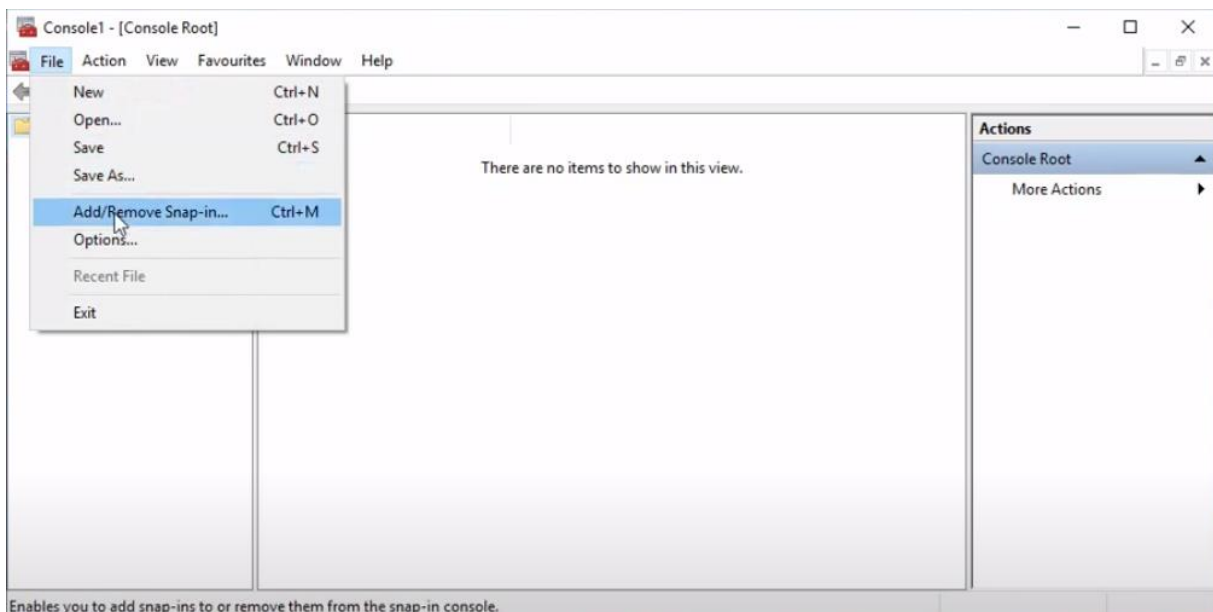 Console1 - [Console Root]
File Action View Favourites Window Help
New Ctrl+N
Open... Ctrl+O
Save Ctrl+S
Save As...
Add/Remove Snap-in... Ctrl+M
Options...
Recent File
Exit
There are no items to show in this view.
Actions
Console Root
More Actions
Enables you to add snap-ins to or remove them from the snap-in console.